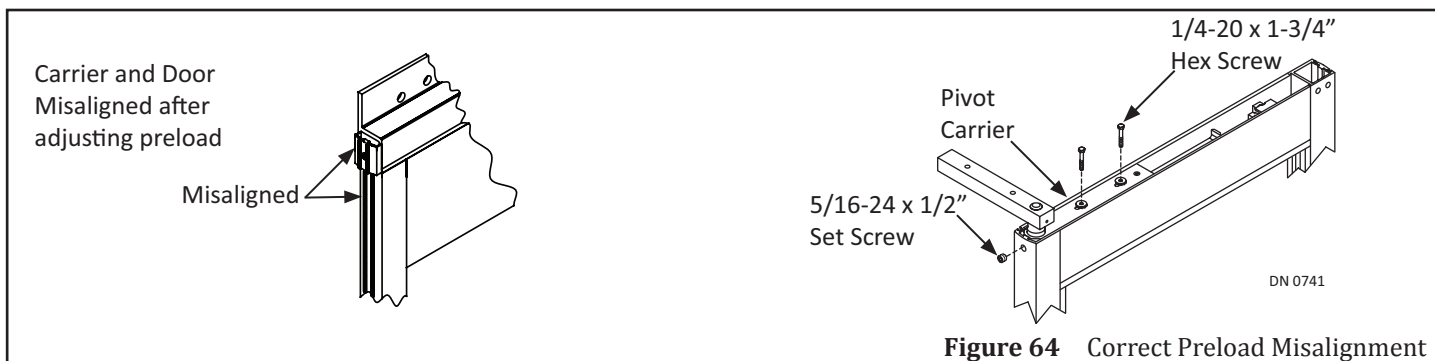 Carrier and Door
Misaligned after
adjusting preload
Misaligned
1/4-20 x 1-3/4”
Hex Screw
Pivot
Carrier
5/16-24 x 1/2”
Set Screw
DN 0741
Figure 64 Correct Preload Misalignment